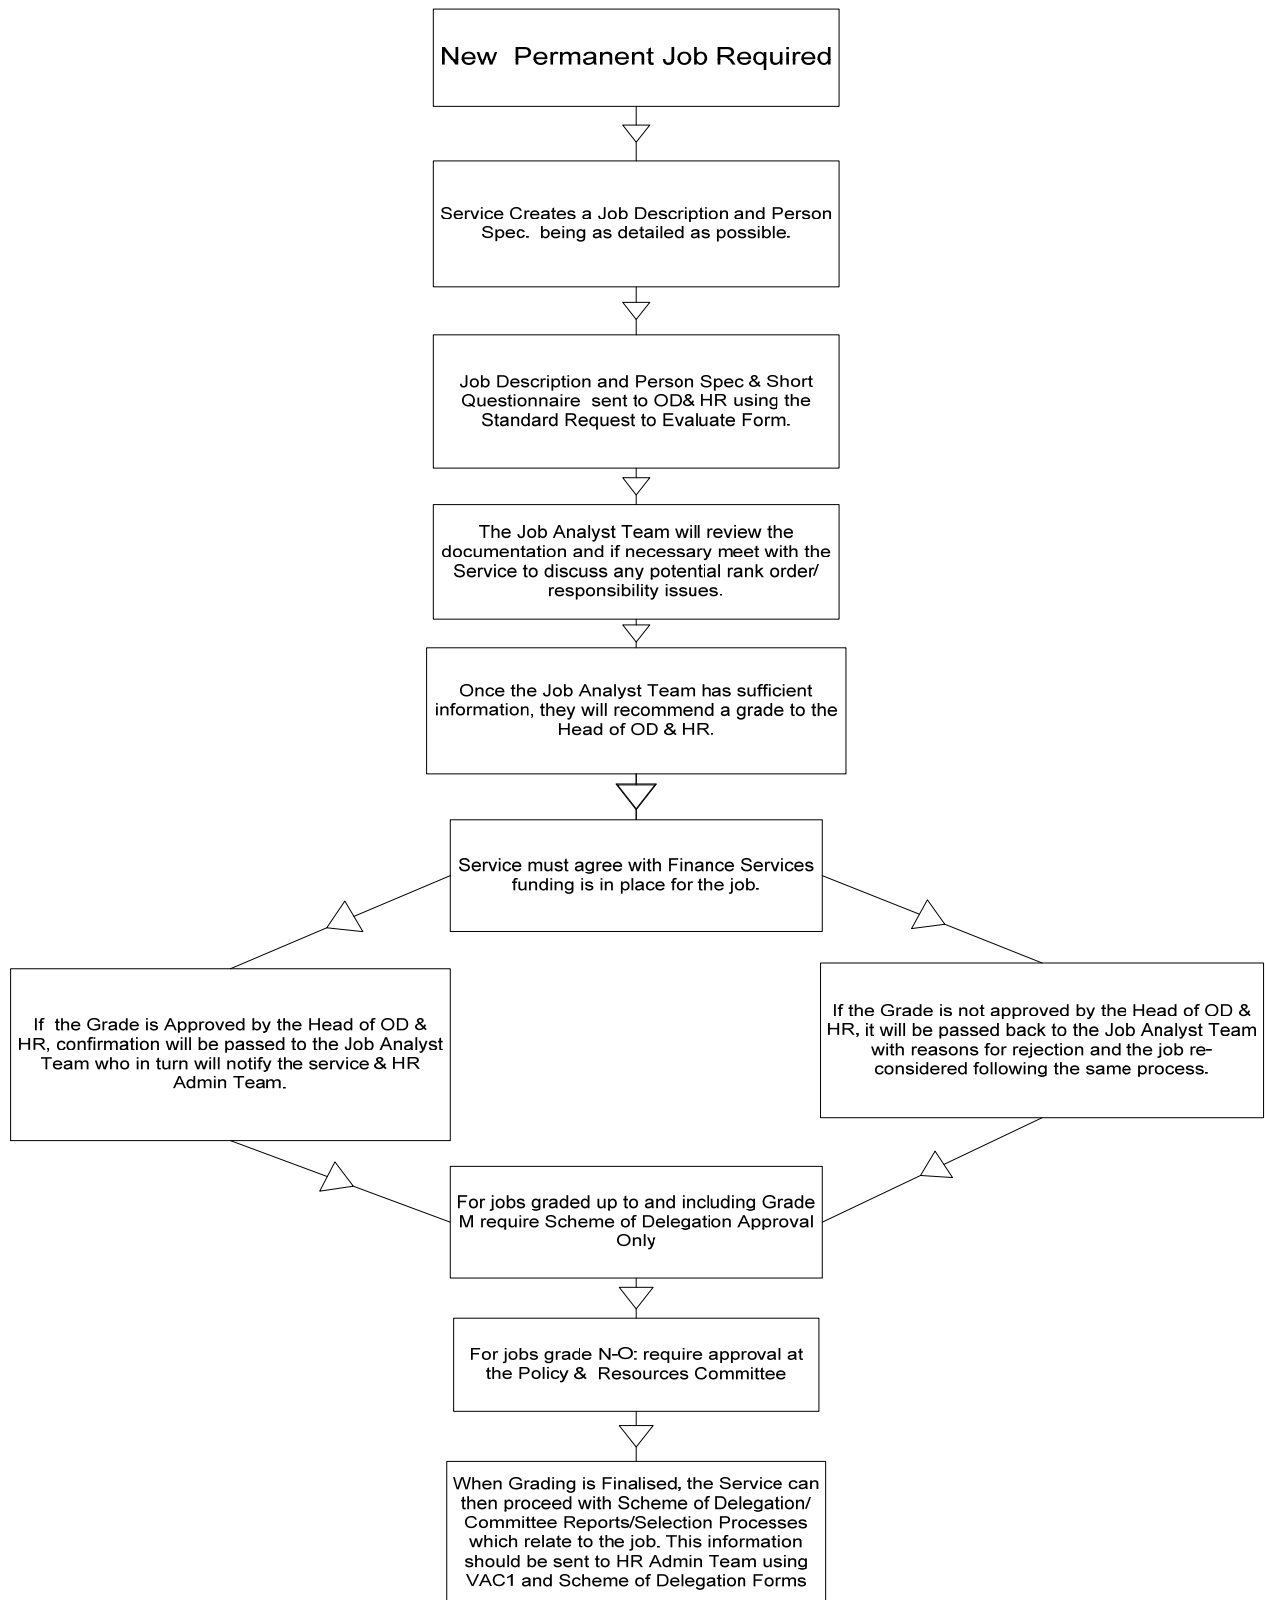 New  Permanent Job Required
Service Creates a Job Description and Person
Spec.  being as detailed as possible.
Job Description and Person Spec & Short
Questionnaire  sent to OD& HR using the
Standard Request to Evaluate Form.
The Job Analyst Team will review the
documentation and if necessary meet with the
Service to discuss any potential rank order/
responsibility issues.
Once the Job Analyst Team has sufficient
information, they will recommend a grade to the
Head of OD & HR.
Service must agree with Finance Services
funding is in place for the job.
If  the Grade is Approved by the Head of OD &
HR, confirmation will be passed to the Job Analyst
Team who in turn will notify the service & HR
Admin Team.
If the Grade is not approved by the Head of OD &
HR, it will be passed back to the Job Analyst Team
with reasons for rejection and the job re-
considered following the same process.
For jobs graded up to and including Grade
M require Scheme of Delegation Approval
Only
For jobs grade N-O: require approval at
the Policy &  Resources Committee
When Grading is Finalised, the Service can
then proceed with Scheme of Delegation/
Committee Reports/Selection Processes
which relate to the job. This information
should be sent to HR Admin Team using
VAC1 and Scheme of Delegation Forms